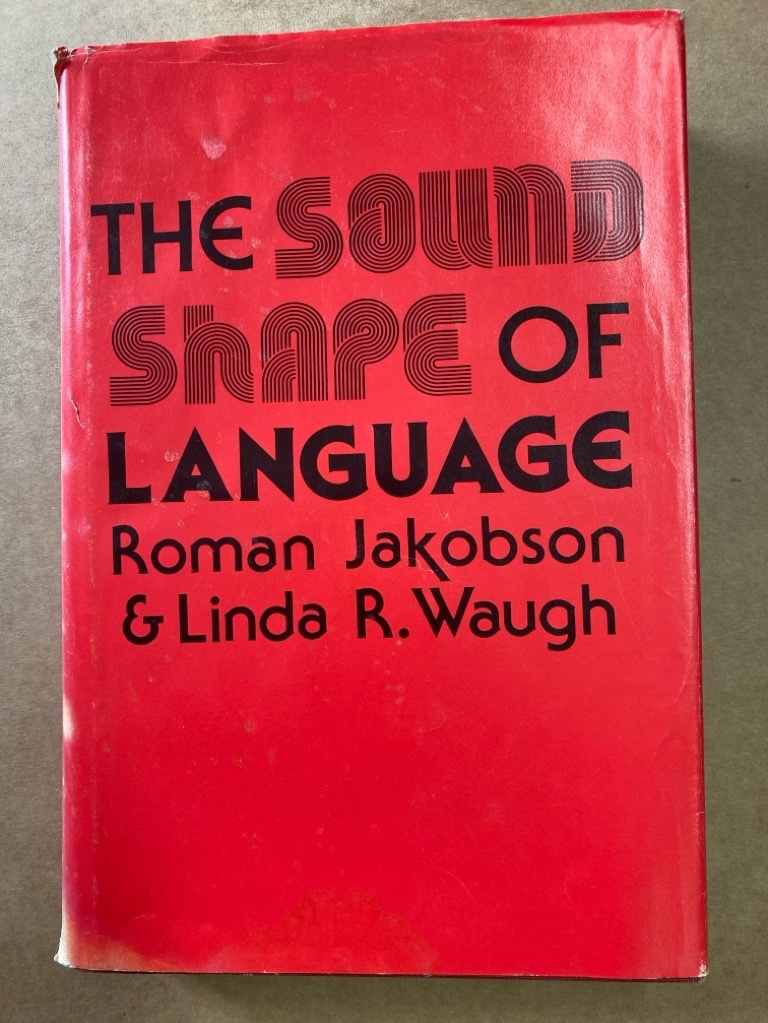 THE SOUND
ShAPE OF
LANGUAGE
Roman Jakobson
& Linda R. Waugh